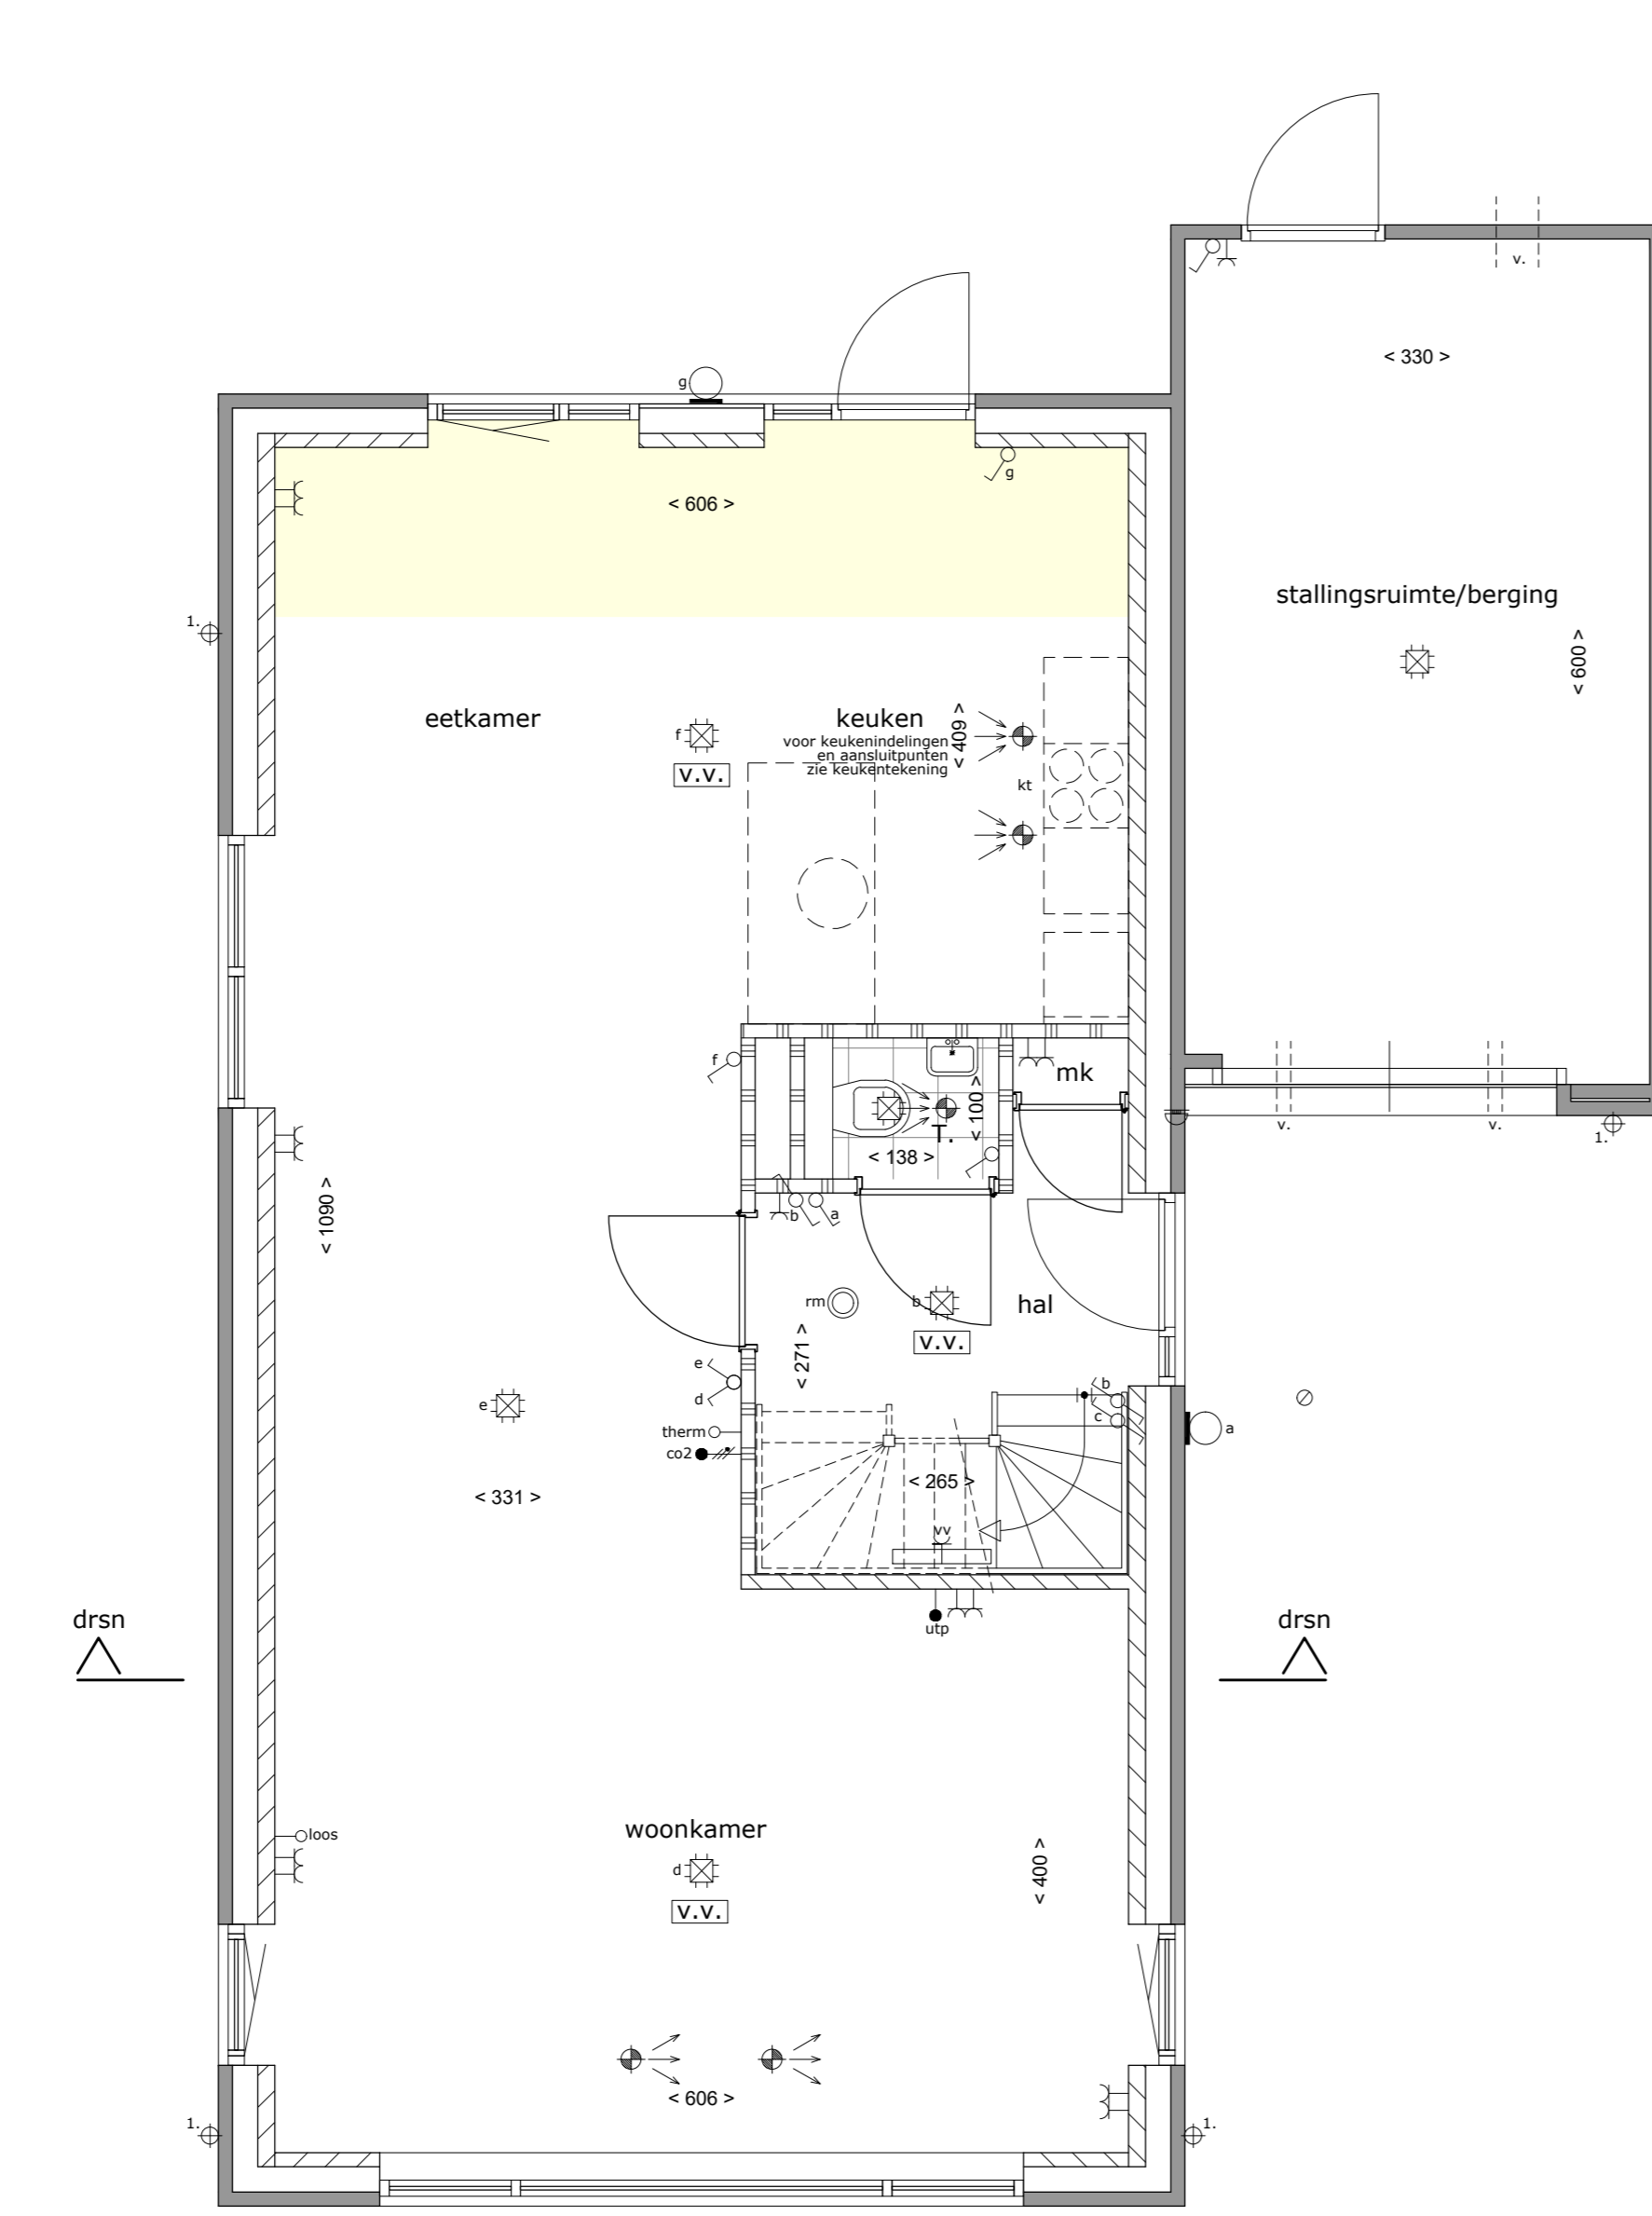 v.
< 330 >
g
g
< 606 >
stallingsruimte/berging
< 600 >
1.
eetkamer
keuken
< 409 >
voor keukenindelingen
en aansluitpunten
zie keukentekening
f
v.v.
kt
f
mk
< 100 >
T.
< 138 >
v.
v.
1.
b
a
< 1090 >
rm
b
hal
v.v.
< 271 >
e
d
e
b
c
a
therm
co2
< 265 >
< 331 >
vv
utp
drsn
drsn
loos
woonkamer
d
v.v.
< 400 >
< 606 >
1.
1.